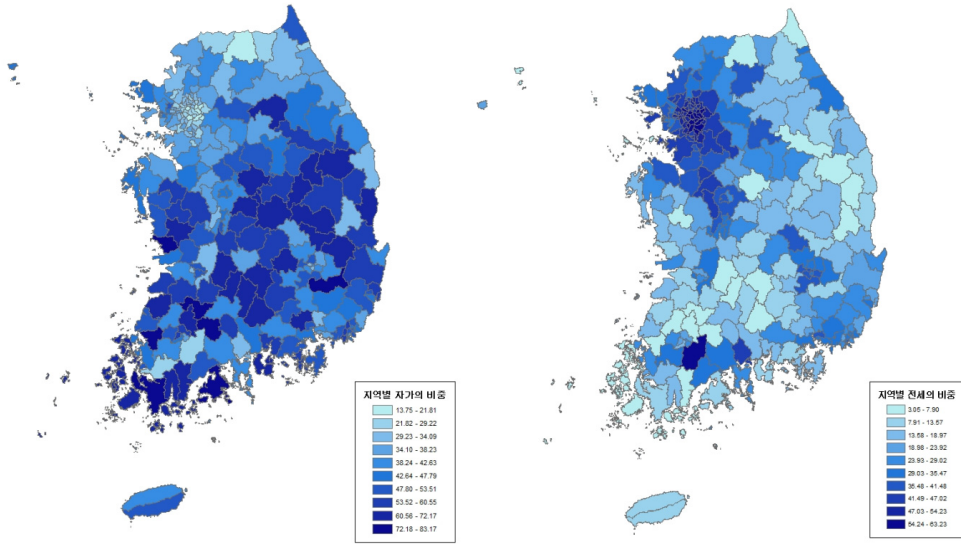 지역별 자가의 비중
13.75 - 21.81
21.82 - 29.22
29.23 - 34.09
34.10 - 38.23
38.24 - 42.63
42.64 - 47.79
47.80 - 53.51
53.52 - 60.55
60.56 - 72.17
72.18 - 83.17
지역별 전세의 비중
3.05 - 7.90
7.91 - 13.57
13.58 - 18.97
18.98 - 23.92
23.93 - 29.02
29.03 - 35.47
35.48 - 41.48
41.49 - 47.02
47.03 - 54.23
54.24 - 63.23